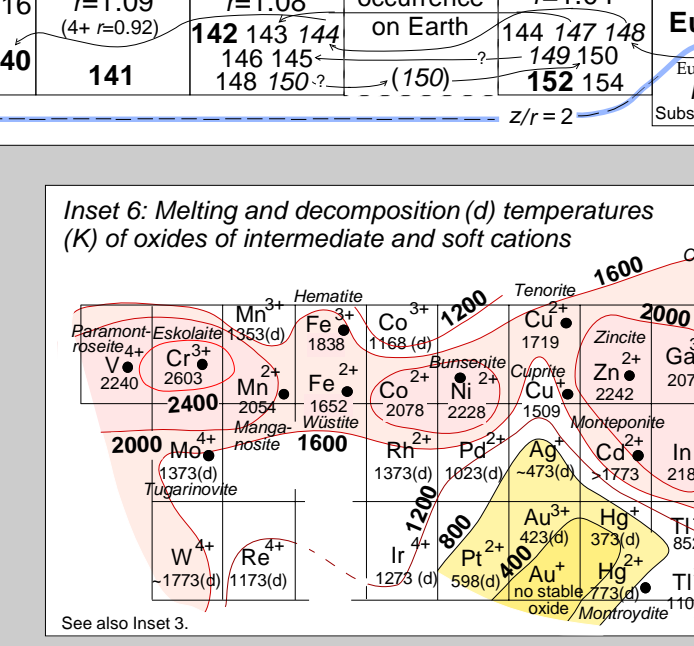 16 r=1.09 r=1.08 occurrence r=1.04
(4+ r=0.92) 142 143 144 on Earth 144 147 148 Eu
40 141 146 145 ? 149 150 Eu
148 150 ? (150) 152 154
z/r = 2 Subs
Inset 6: Melting and decomposition (d) temperatures
(K) of oxides of intermediate and soft cations
1600
Hematite Tenorite
Mn3+ Fe3+ Co3+ 1200 Cu2+ 2000
Paramont- Eskolaite 1353(d) 1838 1168 (d) 1719 Zincite
roseite V4+ Cr3+ Bunsenite Cuprite Ga
2240 2603 Mn2+ Fe2+ Co2+ Ni2+ Cu+ Zn2+ 207
2400 2054 1652 2078 2228 1509 2242
Manga- Wüstite Monteponite
2000 Mo4+ nosite 1600 Rh2+ Pd2+ Ag+ Cd2+ In
1373(d) 1373(d) 1023(d) ~473(d) >1773 218
Tugarinovite
1200 800 Au3+ Hg+ Tl
423(d) 373(d) 85
W4+ Re4+ Ir4+ Pt2+ 400 Au+ Hg2+ Tl
~1773(d) 1173(d) 1273 (d) 598(d) no stable 773(d) 110
oxide Montroydite
See also Inset 3.